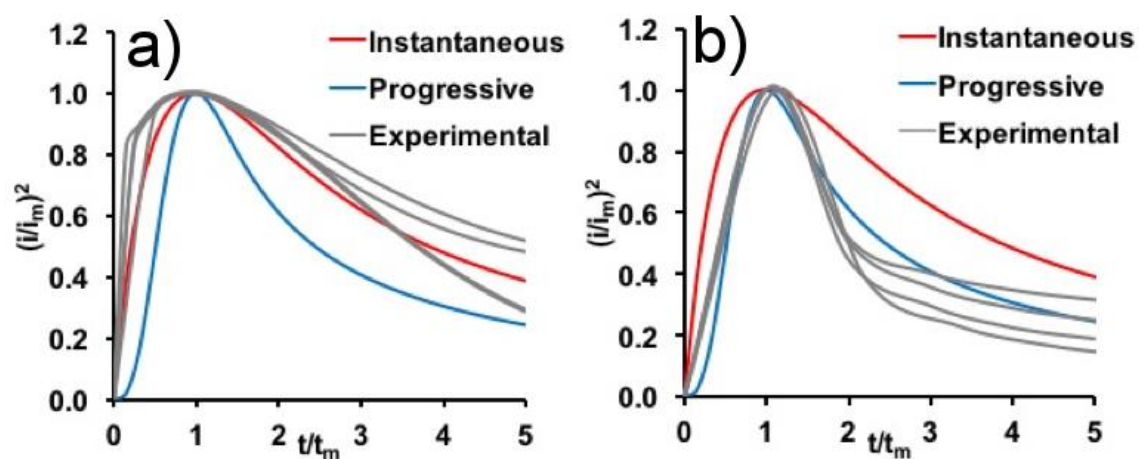 a)
Instantaneous
Progressive
Experimental
1.2
1.0
0.8
0.6
0.4
0.2
0.0
(i/iₘ)²
0 1 2 3 4 5
t/tₘ
b)
Instantaneous
Progressive
Experimental
1.2
1.0
0.8
0.6
0.4
0.2
0.0
(i/iₘ)²
0 1 2 3 4 5
t/tₘ